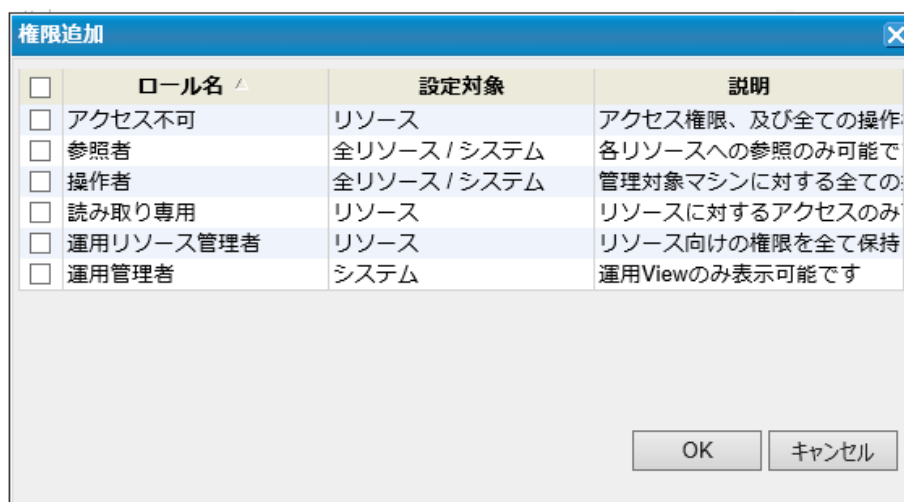 権限追加
ロール名 設定対象 説明
アクセス不可 リソース アクセス権限、及び全ての操作
参照者 全リソース / システム 各リソースへの参照のみ可能で
操作者 全リソース / システム 管理対象マシンに対する全ての
読み取り専用 リソース リソースに対するアクセスのみ
運用リソース管理者 リソース リソース向けの権限を全て保持
運用管理者 システム 運用Viewのみ表示可能です
OK キャンセル